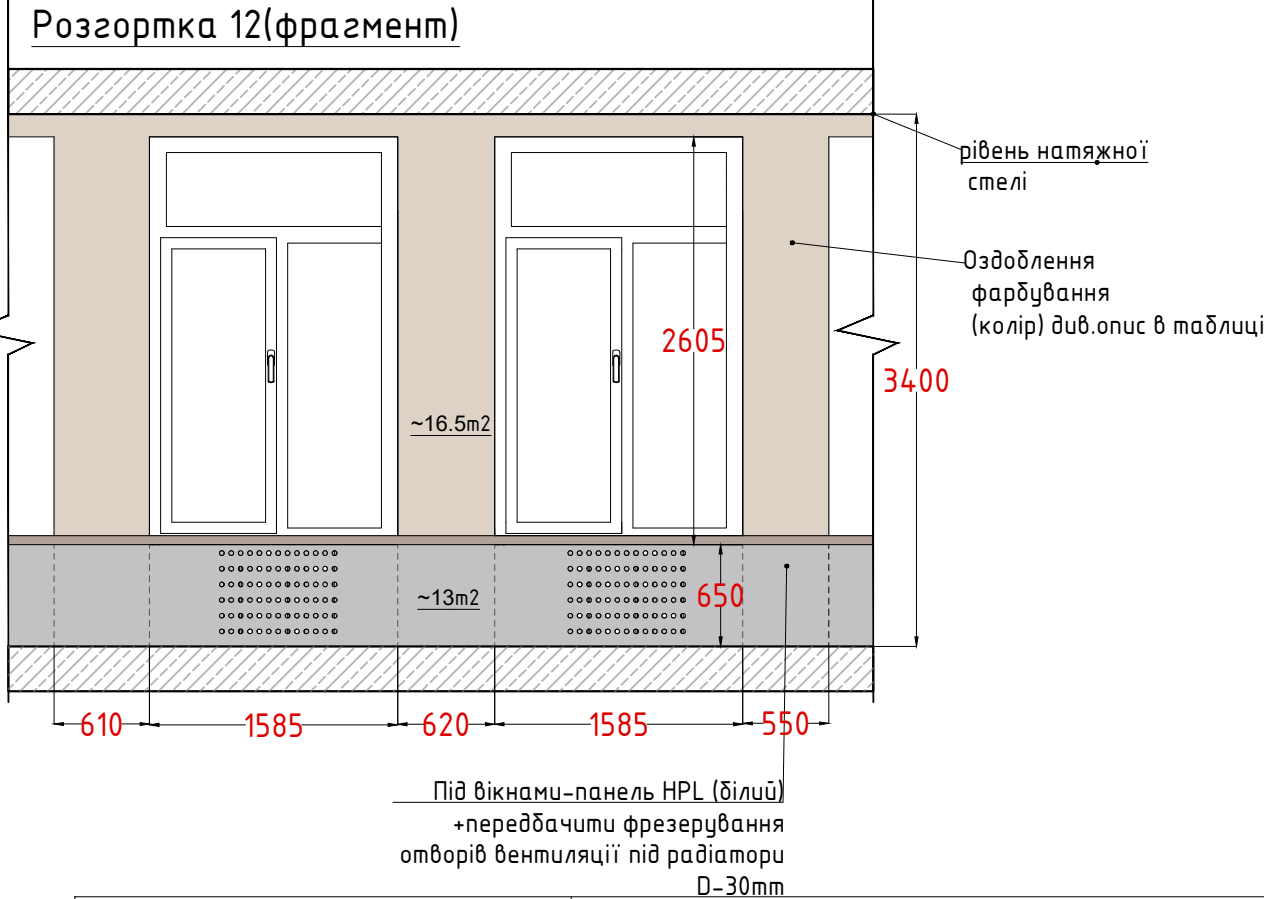 Розгортка 12(фрагмент)
рівень натяжної
стелі
Оздоблення
фарбування
(колір) див.опис в таблиці
2605
3400
~16.5m2
~13m2
650
610
1585
620
1585
550
Під вікнами-панель HPL (білий)
+передбачити фрезерування
отворів вентиляції під радіатори
D-30mm